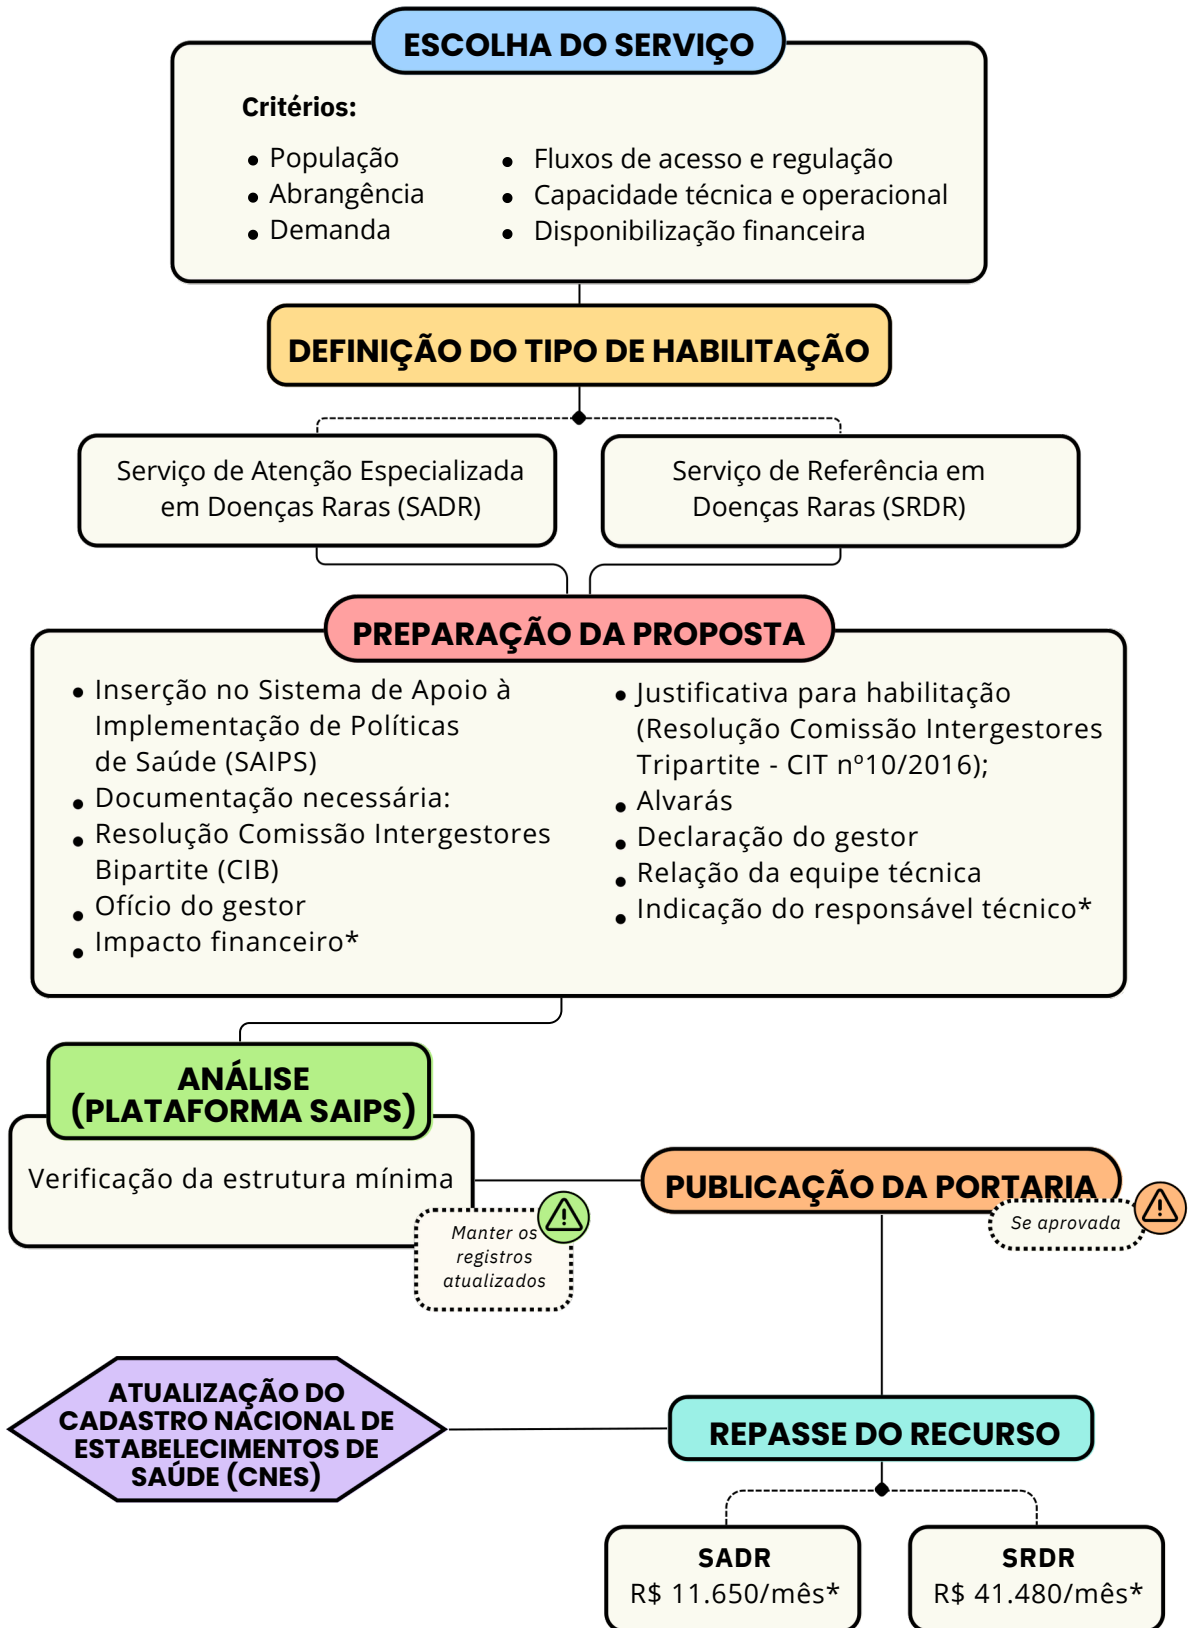 ESCOLHA DO SERVIÇO
Critérios:
• População
• Abrangência
• Demanda
• Fluxos de acesso e regulação
• Capacidade técnica e operacional
• Disponibilização financeira
DEFINIÇÃO DO TIPO DE HABILITAÇÃO
Serviço de Atenção Especializada
em Doenças Raras (SADR)
Serviço de Referência em
Doenças Raras (SRDR)
PREPARAÇÃO DA PROPOSTA
• Inserção no Sistema de Apoio à
Implementação de Políticas
de Saúde (SAIPS)
• Documentação necessária:
• Resolução Comissão Intergestores
Bipartite (CIB)
• Ofício do gestor
• Impacto financeiro*
• Justificativa para habilitação
(Resolução Comissão Intergestores
Tripartite - CIT nº10/2016);
• Alvarás
• Declaração do gestor
• Relação da equipe técnica
• Indicação do responsável técnico*
ANÁLISE
(PLATAFORMA SAIPS)
Verificação da estrutura mínima
Manter os
registros
atualizados
PUBLICAÇÃO DA PORTARIA
Se aprovada
ATUALIZAÇÃO DO
CADASTRO NACIONAL DE
ESTABELECIMENTOS DE
SAÚDE (CNES)
REPASSE DO RECURSO
SADR
R$ 11.650/mês*
SRDR
R$ 41.480/mês*